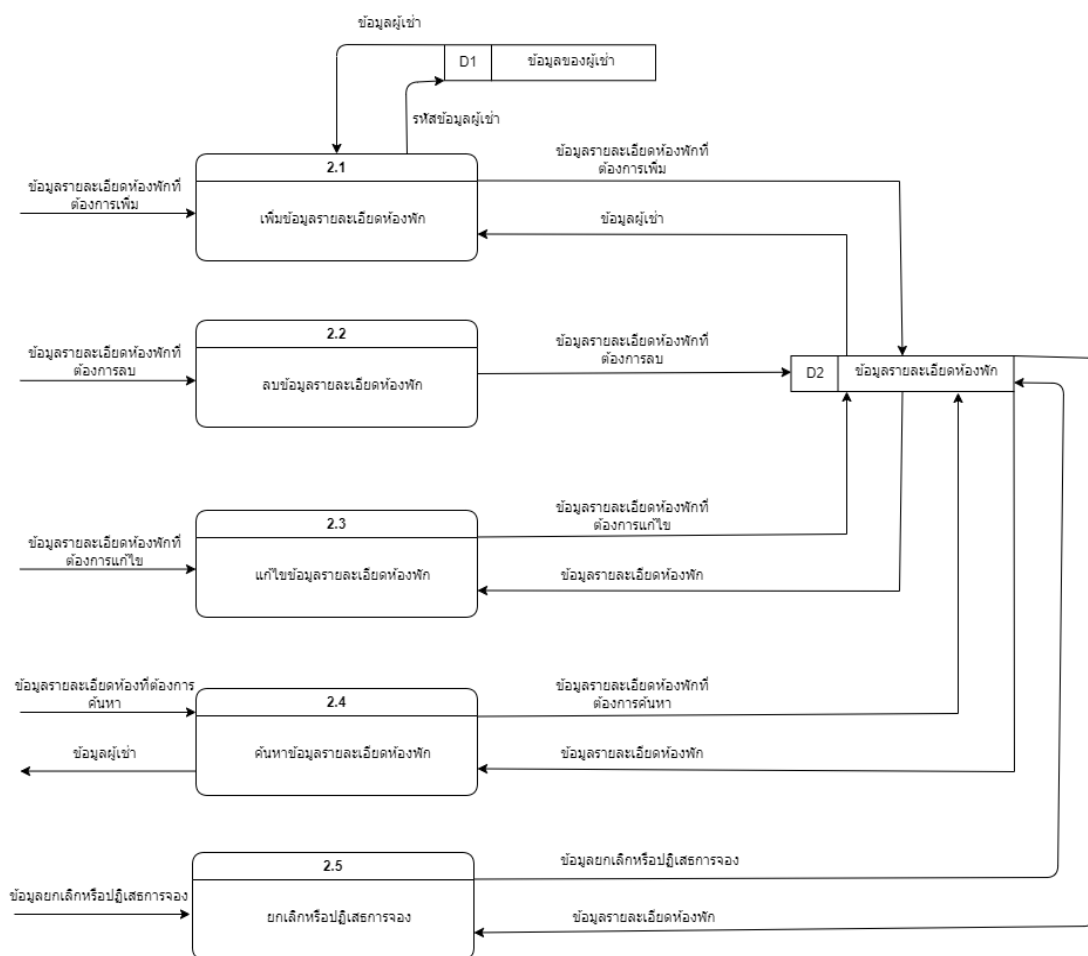 ข้อมูลผู้เช่า
D1
ข้อมูลของผู้เช่า
รหัสข้อมูลผู้เช่า
ข้อมูลรายละเอียดห้องพักที่
ต้องการเพิ่ม
2.1
เพิ่มข้อมูลรายละเอียดห้องพัก
ข้อมูลรายละเอียดห้องพักที่
ต้องการเพิ่ม
ข้อมูลผู้เช่า
ข้อมูลรายละเอียดห้องพักที่
ต้องการลบ
2.2
ลบข้อมูลรายละเอียดห้องพัก
ข้อมูลรายละเอียดห้องพักที่
ต้องการลบ
D2
ข้อมูลรายละเอียดห้องพัก
ข้อมูลรายละเอียดห้องพักที่
ต้องการแก้ไข
2.3
แก้ไขข้อมูลรายละเอียดห้องพัก
ข้อมูลรายละเอียดห้องพักที่
ต้องการแก้ไข
ข้อมูลรายละเอียดห้องพัก
ข้อมูลรายละเอียดห้องที่ต้องการ
ค้นหา
ข้อมูลผู้เช่า
2.4
ค้นหาข้อมูลรายละเอียดห้องพัก
ข้อมูลรายละเอียดห้องพักที่
ต้องการค้นหา
ข้อมูลรายละเอียดห้องพัก
ข้อมูลยกเลิกหรือปฏิเสธการจอง
2.5
ยกเลิกหรือปฏิเสธการจอง
ข้อมูลยกเลิกหรือปฏิเสธการจอง
ข้อมูลรายละเอียดห้องพัก